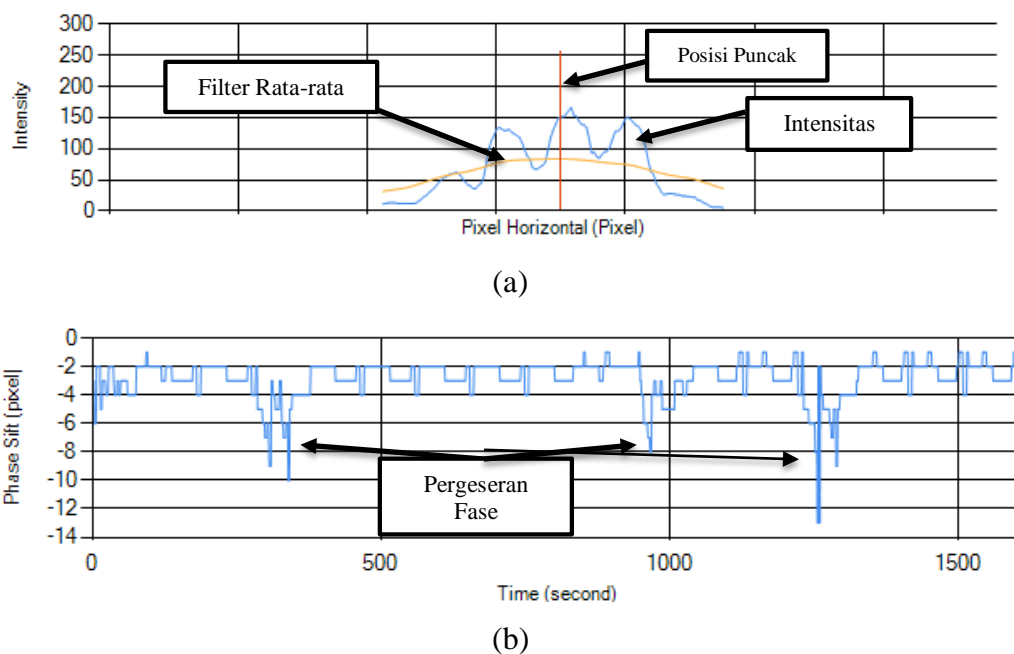 300
250
200
150
100
50
0
Intensity
Filter Rata-rata
Posisi Puncak
Intensitas
Pixel Horizontal (Pixel)
(a)
0
-2
-4
-6
-8
-10
-12
-14
Phase Sift (pixel)
Pergeseran
Fase
0
500
1000
1500
Time (second)
(b)